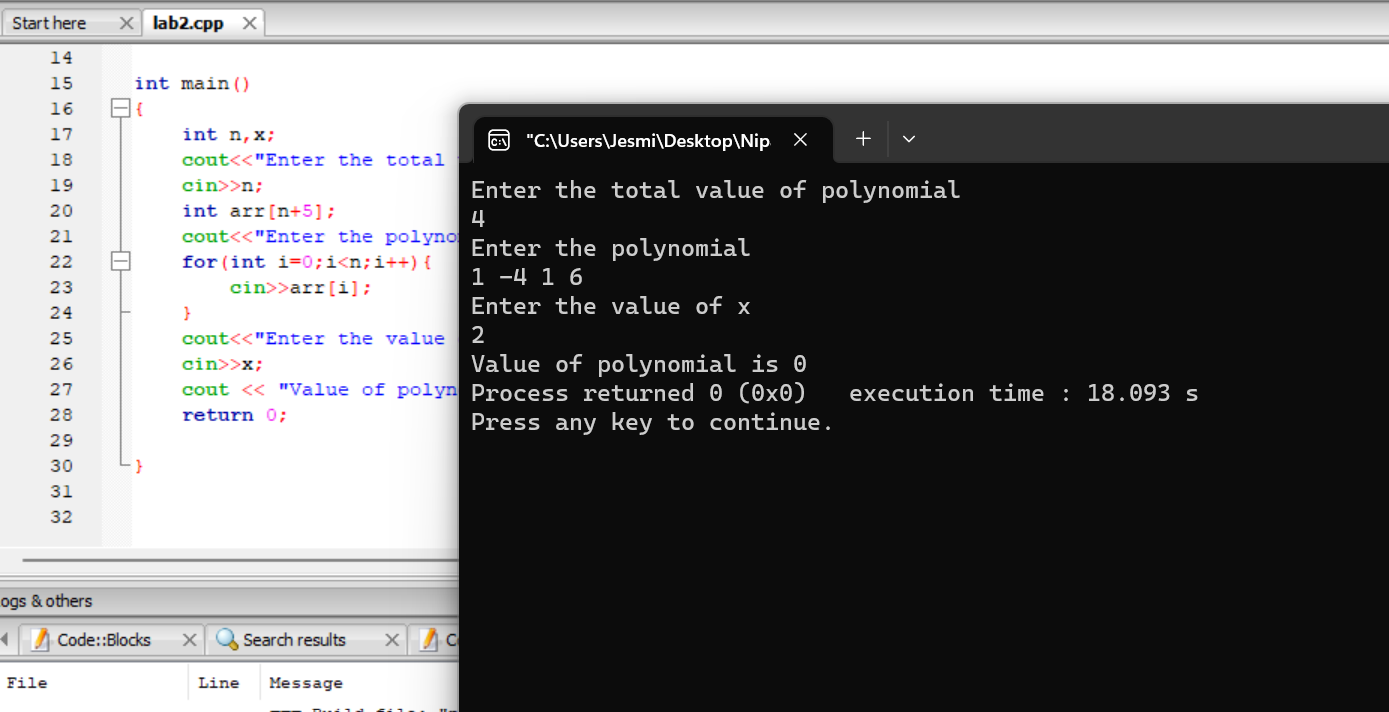 Start here
lab2.cpp
14
15 int main()
16 {
17 int n,x;
18 cout<<"Enter the total
19 cin>>n;
20 int arr[n+5];
21 cout<<"Enter the
22 for(int i=0;i<n;i++){
23 cin>>arr[i];
24 }
25 cout<<"Enter the value
26 cin>>x;
27 cout << "Value of
28 return 0;
29
30 }
31
32
"C:\Users\Jesmi\Desktop\Nip
Enter the total value of polynomial
4
Enter the polynomial
1 -4 1 6
Enter the value of x
2
Value of polynomial is 0
Process returned 0 (0x0) execution time : 18.093 s
Press any key to continue.
ogs & others
Code::Blocks
Search results
File Line Message